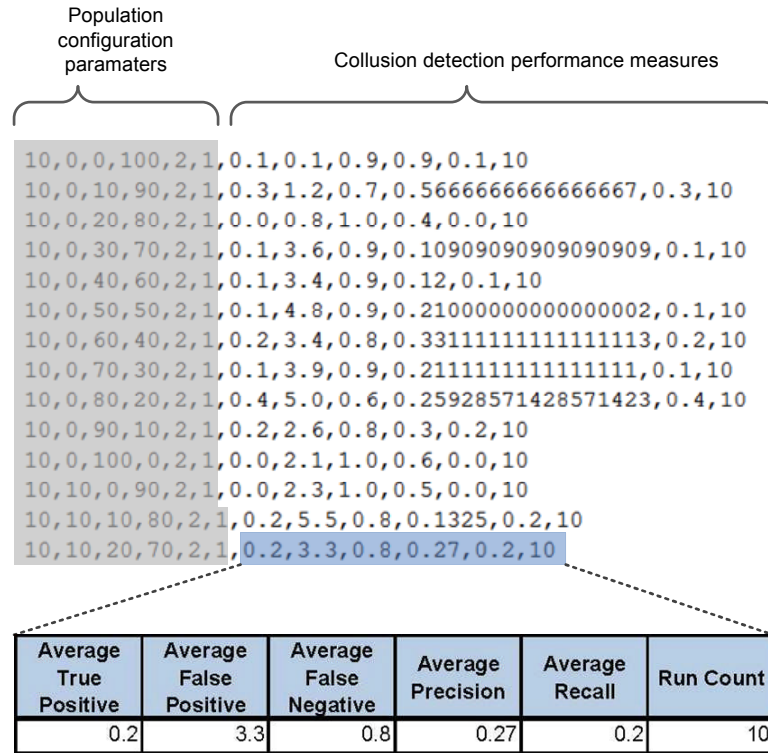 Population
configuration
paramaters
Collusion detection performance measures
10,0,0,100,2,1,0.1,0.1,0.9,0.9,0.1,10
10,0,10,90,2,1,0.3,1.2,0.7,0.5666666666666667,0.3,10
10,0,20,80,2,1,0.0,0.8,1.0,0.4,0.0,10
10,0,30,70,2,1,0.1,3.6,0.9,0.10909090909090909,0.1,10
10,0,40,60,2,1,0.1,3.4,0.9,0.12,0.1,10
10,0,50,50,2,1,0.1,4.8,0.9,0.21000000000000002,0.1,10
10,0,60,40,2,1,0.2,3.4,0.8,0.33111111111111113,0.2,10
10,0,70,30,2,1,0.1,3.9,0.9,0.2111111111111111,0.1,10
10,0,80,20,2,1,0.4,5.0,0.6,0.25928571428571423,0.4,10
10,0,90,10,2,1,0.2,2.6,0.8,0.3,0.2,10
10,0,100,0,2,1,0.0,2.1,1.0,0.6,0.0,10
10,10,0,90,2,1,0.0,2.3,1.0,0.5,0.0,10
10,10,10,80,2,1,0.2,5.5,0.8,0.1325,0.2,10
10,10,20,70,2,1,0.2,3.3,0.8,0.27,0.2,10
Average True Positive Average False Positive Average False Negative Average Precision Average Recall Run Count
0.2 3.3 0.8 0.27 0.2 10